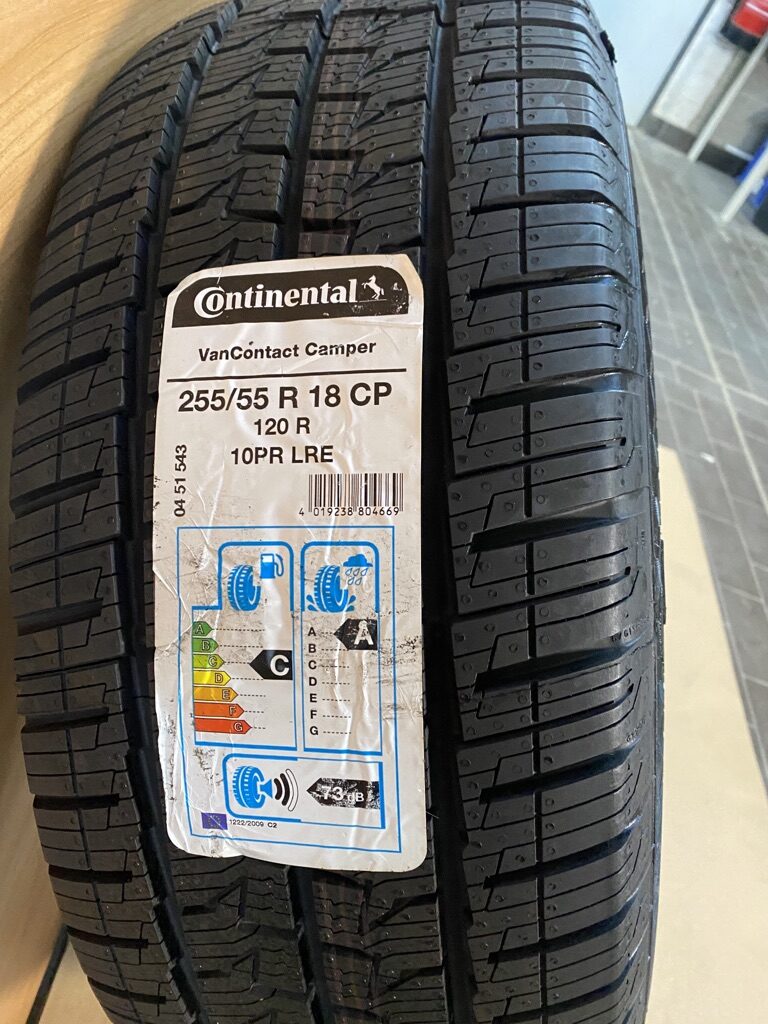 Continental
VanContact Camper
255/55 R 18 CP
120 R
10PR LRE
04 51 543
4 019238 804669
A
B
C
D
E
F
G
C
A
B
C
D
E
F
G
A
73 dB
1222/2009 C2